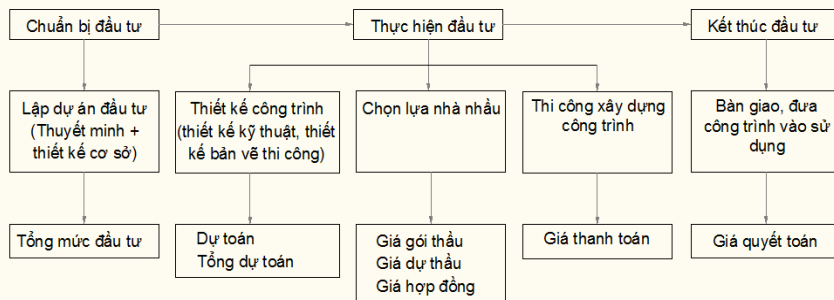 Chuẩn bị đầu tư
Thực hiện đầu tư
Kết thúc đầu tư
Lập dự án đầu tư
(Thuyết minh +
thiết kế cơ sở)
Thiết kế công trình
(thiết kế kỹ thuật, thiết
kế bản vẽ thi công)
Chọn lựa nhà nhầu
Thi công xây dựng
công trình
Bàn giao, đưa
công trình vào sử
dụng
Tổng mức đầu tư
Dự toán
Tổng dự toán
Giá gói thầu
Giá dự thầu
Giá hợp đồng
Giá thanh toán
Giá quyết toán